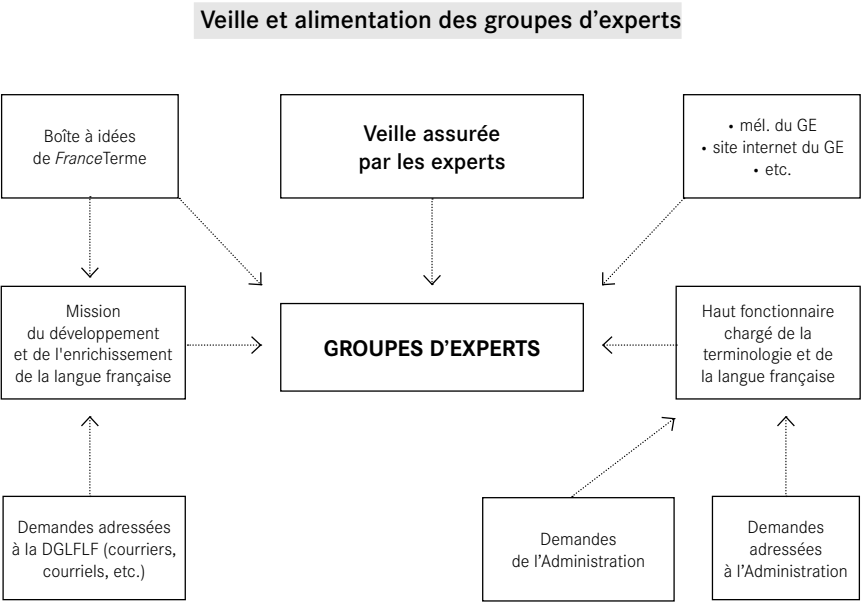 Veille et alimentation des groupes d’experts
Boîte à idées
de FranceTerme
Veille assurée
par les experts
• mél. du GE
• site internet du GE
• etc.
Mission
du développement
et de l'enrichissement
de la langue française
GROUPES D’EXPERTS
Haut fonctionnaire
chargé de la
terminologie et de
la langue française
Demandes adressées
à la DGLFLF (courriers,
courriels, etc.)
Demandes
de l’Administration
Demandes
adressées
à l’Administration